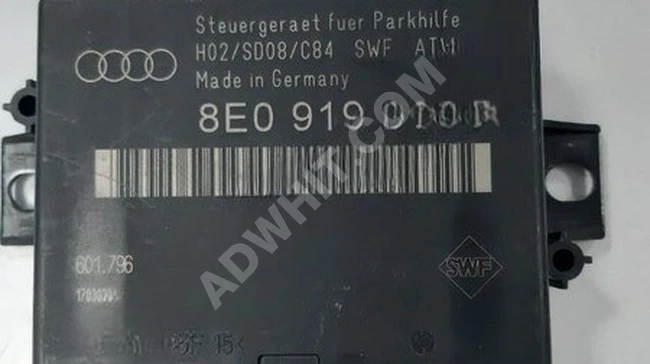 Steuergeraet fuer Parkhilfe
H02/SD08/C84 SWF ATM
Made in Germany
8E0 919
601.796
SWF
ADWHIT.COM